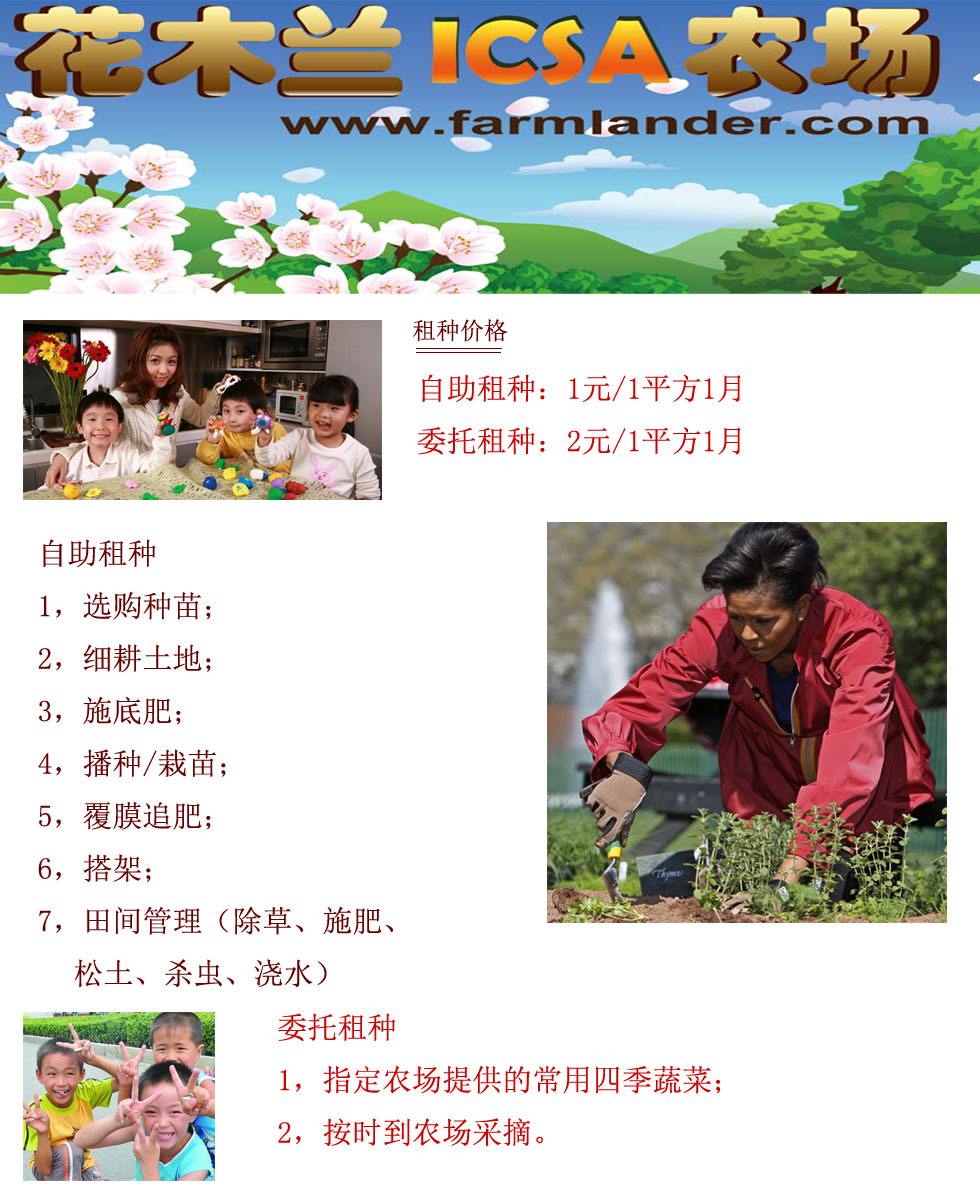 花木兰ICSA农场
www.farmlander.com
租种价格
自助租种：1元/1平方1月
委托租种：2元/1平方1月
自助租种
1，选购种苗；
2，细耕土地；
3，施底肥；
4，播种/栽苗；
5，覆膜追肥；
6，搭架；
7，田间管理（除草、施肥、
松土、杀虫、浇水）
Thyme
委托租种
1，指定农场提供的常用四季蔬菜；
2，按时到农场采摘。